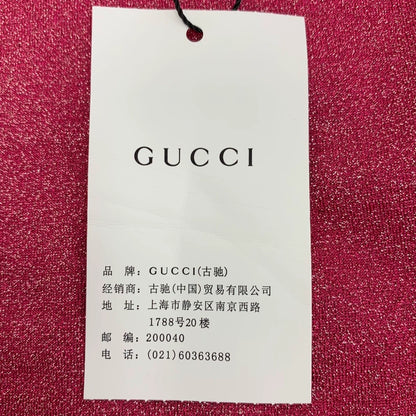 GUCCI
品 牌: GUCCI(古驰)
经销商: 古驰(中国)贸易有限公司
地 址: 上海市静安区南京西路
1788号20楼
邮 编: 200040
电 话: (021)60363688